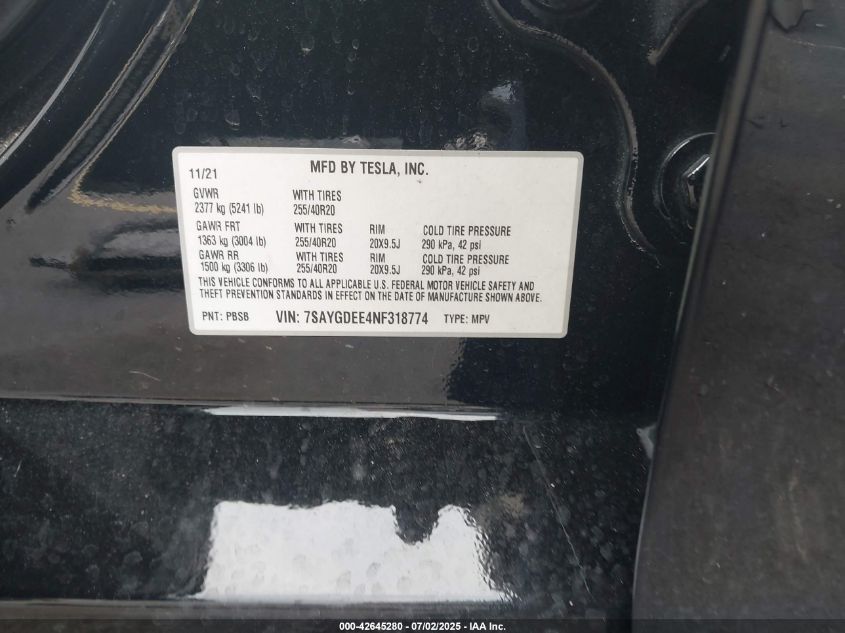 11/21 MFD BY TESLA, INC.
GVWR WITH TIRES
2377 kg (5241 lb) 255/40R20
GAWR FRT WITH TIRES RIM COLD TIRE PRESSURE
1363 kg (3004 lb) 255/40R20 20X9.5J 290 kPa, 42 psi
GAWR RR WITH TIRES RIM COLD TIRE PRESSURE
1500 kg (3306 lb) 255/40R20 20X9.5J 290 kPa, 42 psi
THIS VEHICLE CONFORMS TO ALL APPLICABLE U.S. FEDERAL MOTOR VEHICLE SAFETY AND
THEFT PREVENTION STANDARDS IN EFFECT ON THE DATE OF MANUFACTURE SHOWN ABOVE.
PNT: PBSB VIN: 7SAYGDEE4NF318774 TYPE: MPV
000-42645280 - 07/02/2025 - IAA Inc.